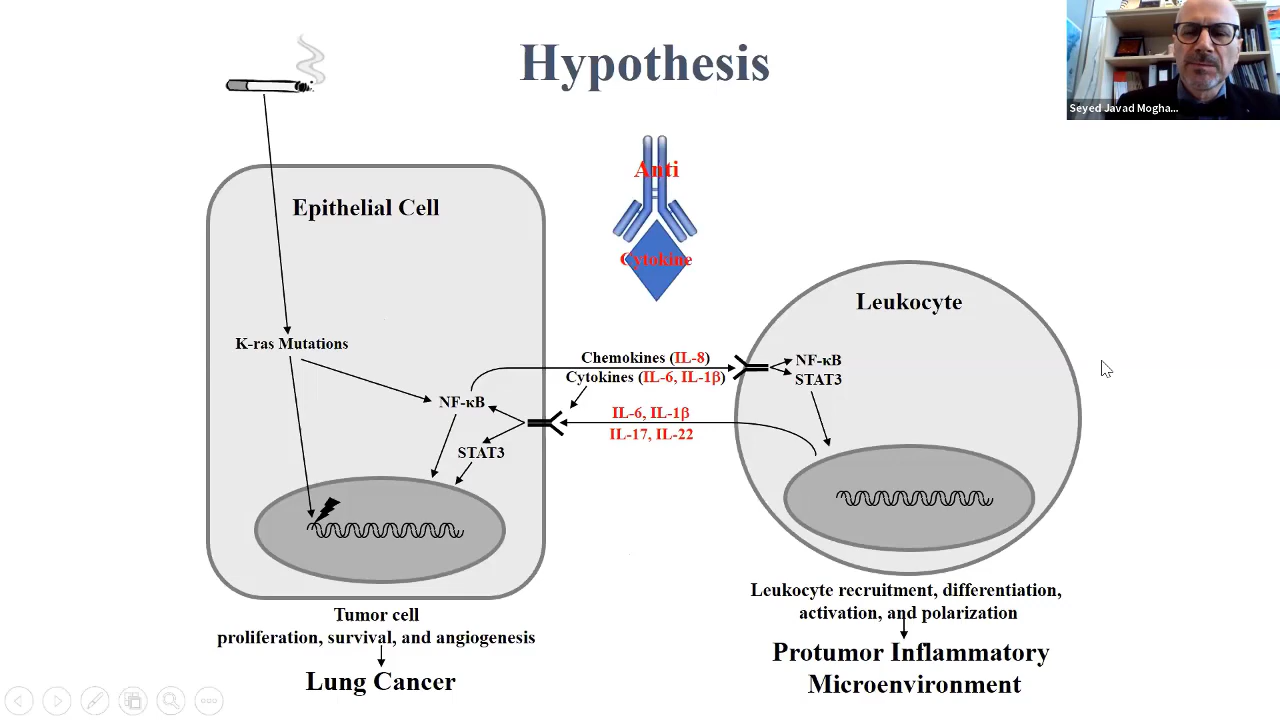 Hypothesis
Seyed Javad Mogha...
Anti
Cytokine
Epithelial Cell
K-ras Mutations
NF-κB
STAT3
Chemokines (IL-8)
Cytokines (IL-6, IL-1β)
IL-6, IL-1β
IL-17, IL-22
Leukocyte
NF-κB
STAT3
Tumor cell
proliferation, survival, and angiogenesis
Lung Cancer
Leukocyte recruitment, differentiation,
activation, and polarization
Protumor Inflammatory
Microenvironment